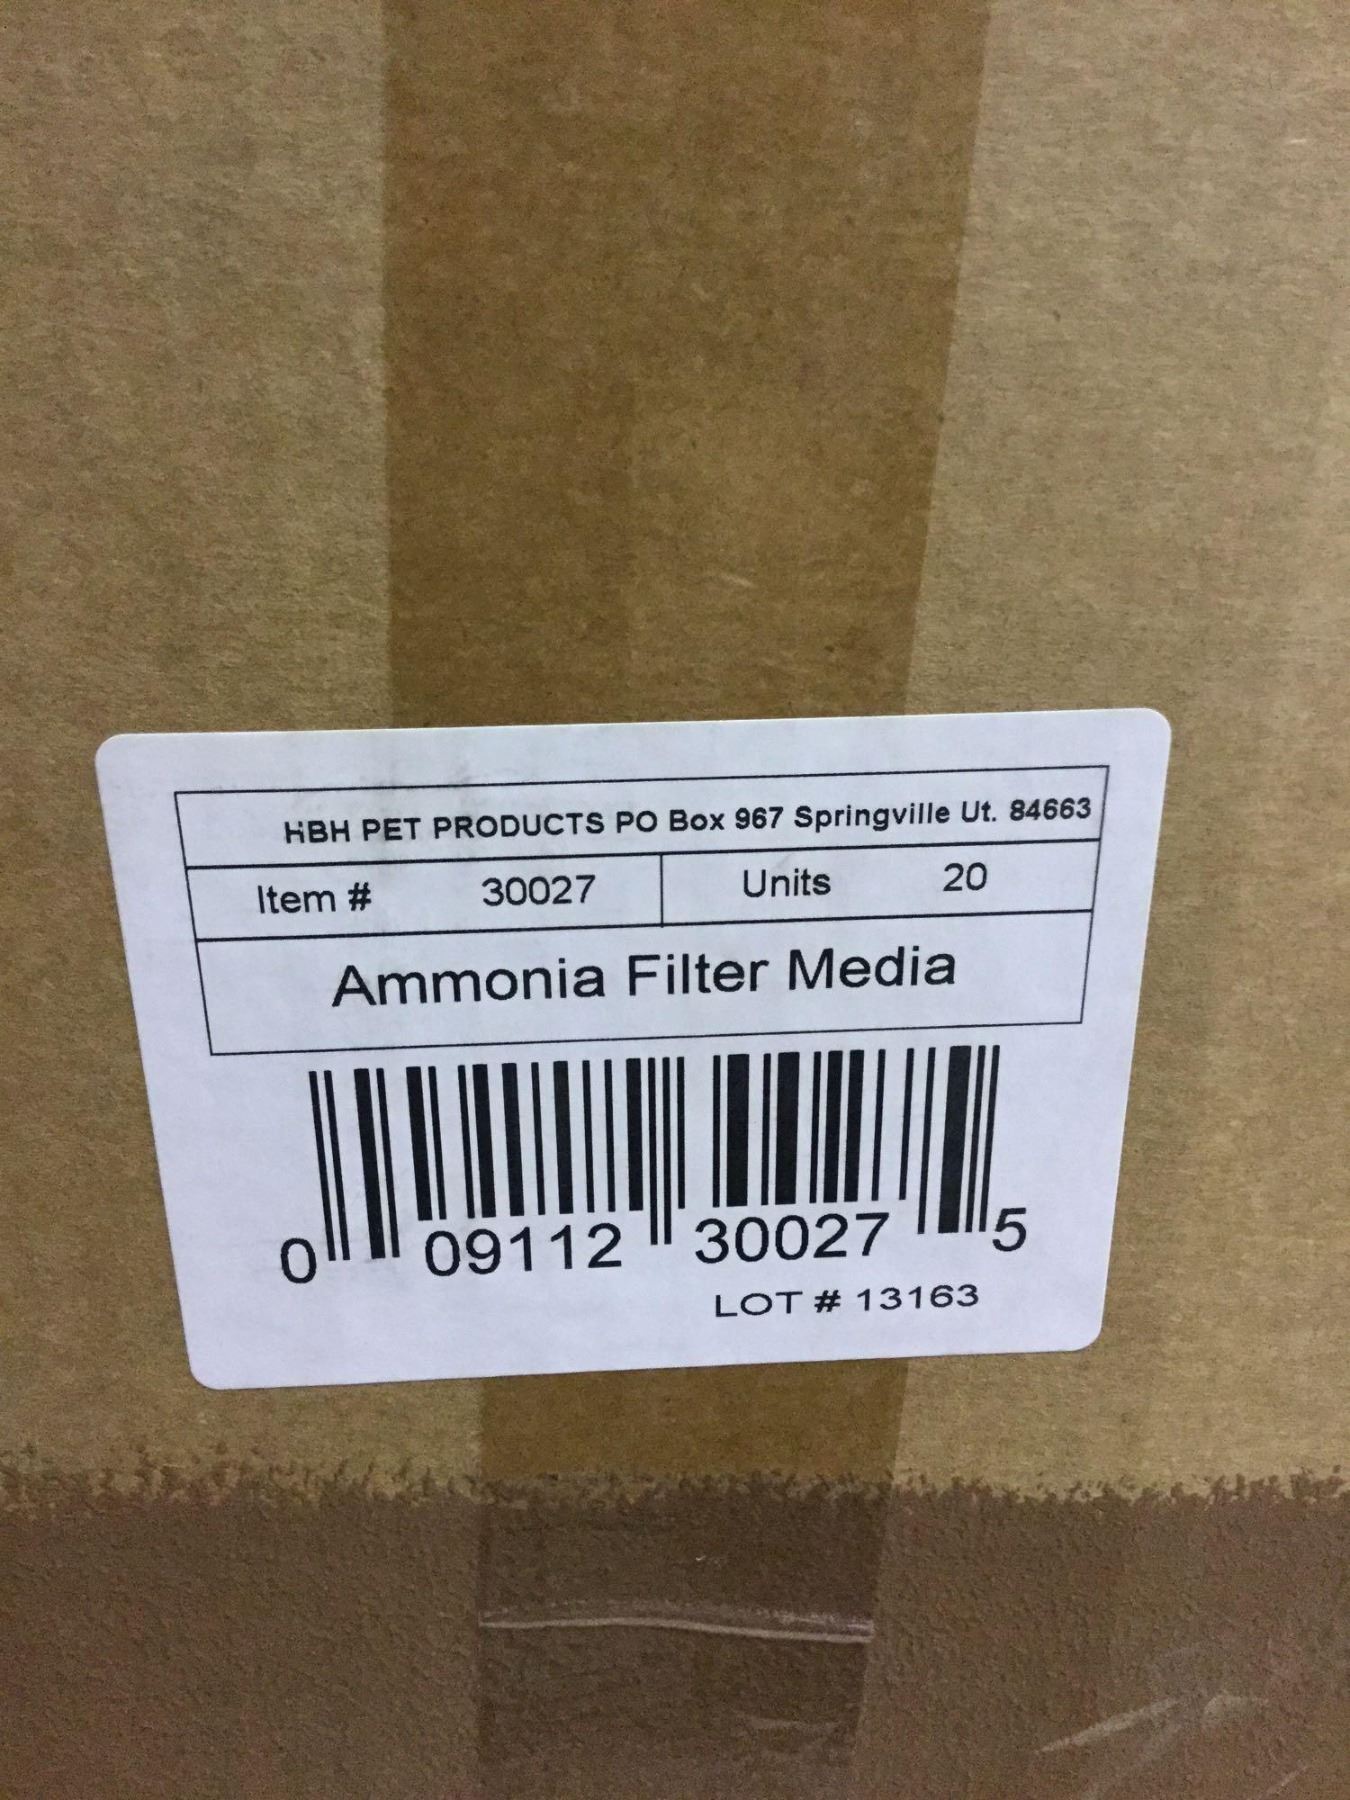 HBH PET PRODUCTS PO Box 967 Springville Ut. 84663
Item # 30027 Units 20
Ammonia Filter Media
0 09112 30027 5
LOT # 13163